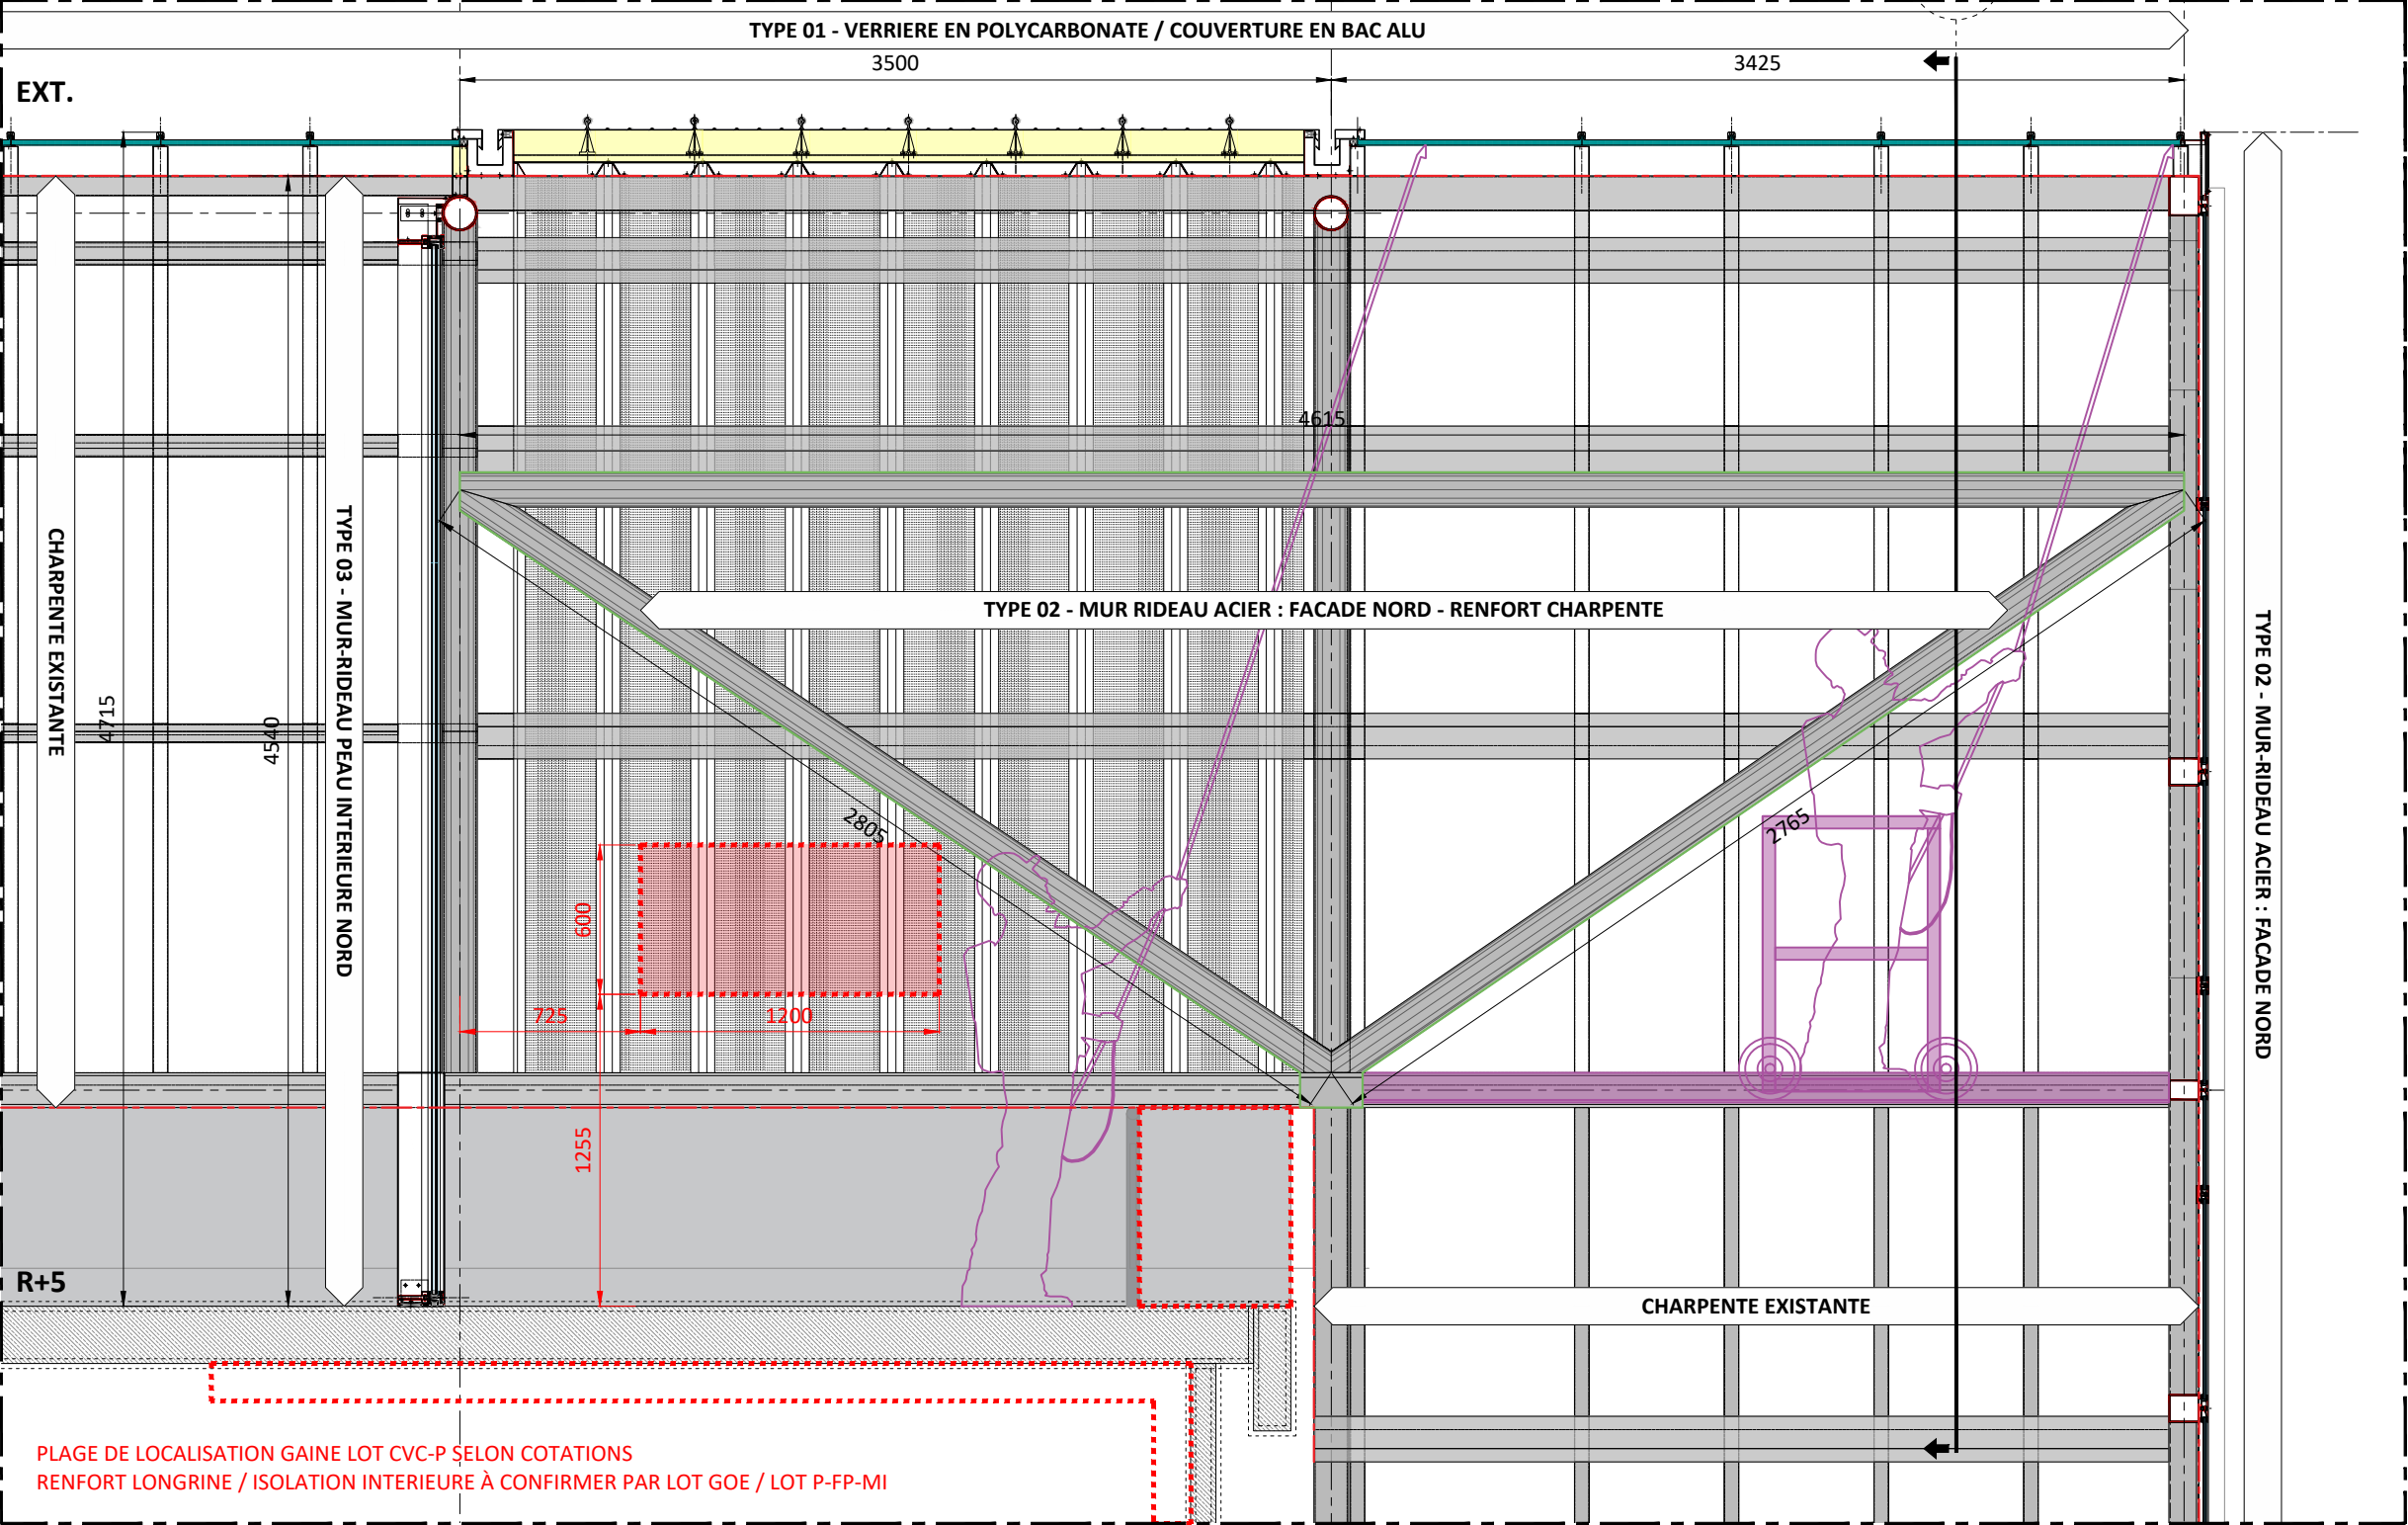 TYPE 01 - VERRIERE EN POLYCARBONATE / COUVERTURE EN BAC ALU
3500
3425
EXT.
4615
CHARPENTE EXISTANTE
4715
4540
TYPE 03 - MUR-RIDEAU PEAU INTERIEURE NORD
TYPE 02 - MUR RIDEAU ACIER : FACADE NORD - RENFORT CHARPENTE
TYPE 02 - MUR-RIDEAU ACIER : FACADE NORD
2805
2765
600
725
1200
1255
R+5
CHARPENTE EXISTANTE
PLAGE DE LOCALISATION GAINE LOT CVC-P SELON COTATIONS
RENFORT LONGRINE / ISOLATION INTERIEURE À CONFIRMER PAR LOT GOE / LOT P-FP-MI